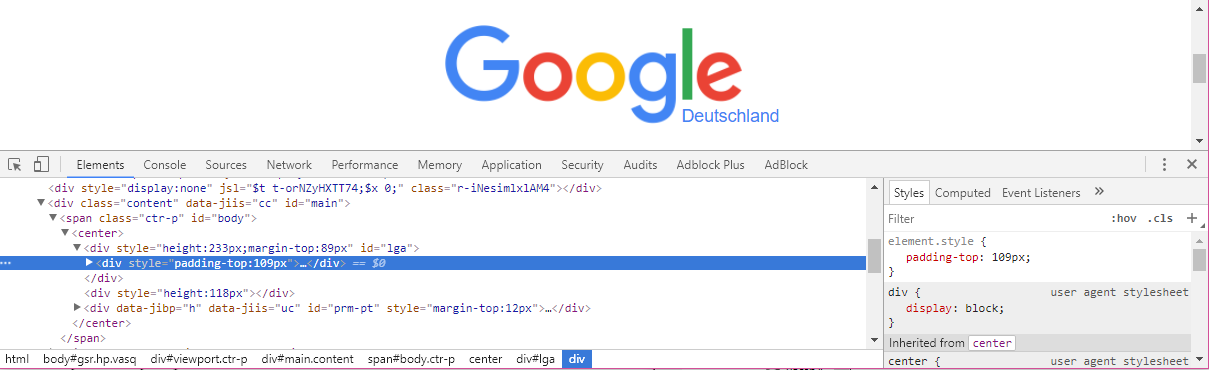 Google
Deutschland
Elements Console Sources Network Performance Memory Application Security Audits Adblock Plus AdBlock
<div style="display:none" jsl="$t t-orNZyHXTT74;$x 0;" class="r-iNesimlxlAM4"></div>
<div class="content" data-jiis="cc" id="main">
<span class="ctr-p" id="body">
<center>
<div style="height:233px;margin-top:89px" id="lga">
<div style="padding-top:109px">…</div> == $0
</div>
<div style="height:118px"></div>
<div data-jibp="h" data-jiis="uc" id="prm-pt" style="margin-top:12px">…</div>
</center>
</span>
html body#gsr.hp.vasq div#viewport.ctr-p div#main.content span#body.ctr-p center div#lga div
Styles Computed Event Listeners »
Filter :hov .cls +
element.style {
padding-top: 109px;
}
div { user agent stylesheet
display: block;
}
Inherited from center
center { user agent stylesheet